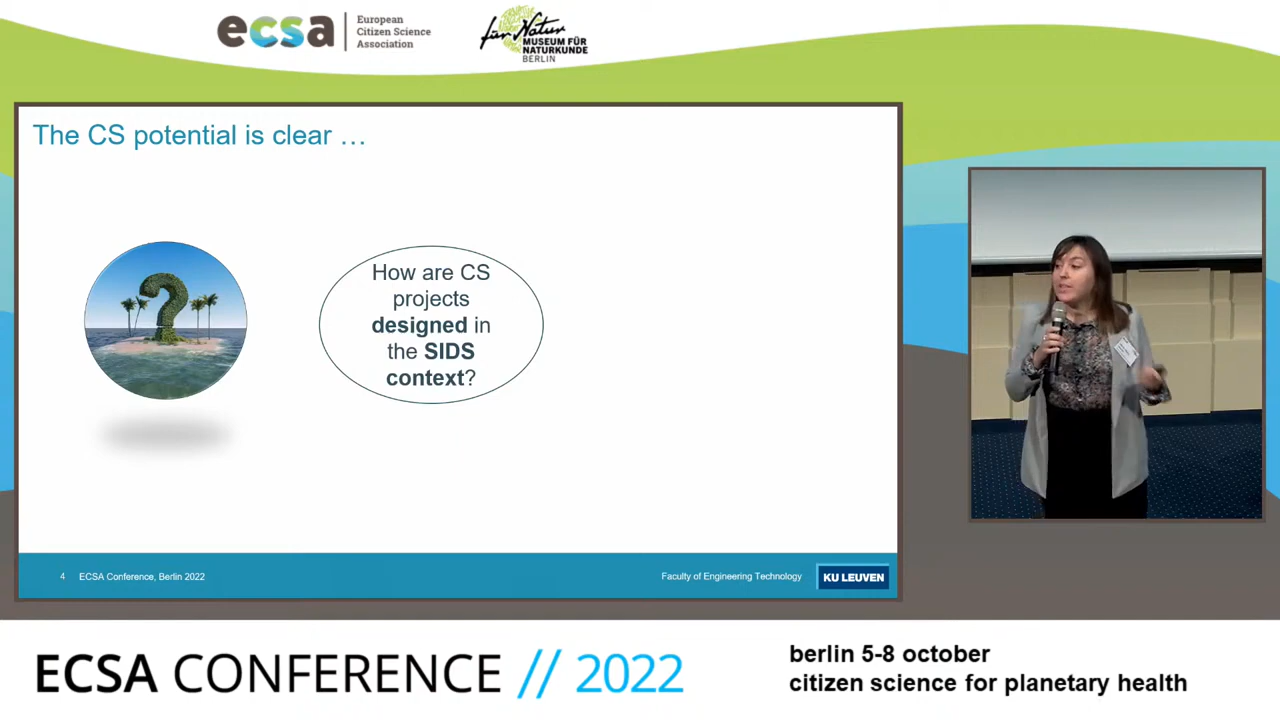 ecsa
European
Citizen Science
Association
für Natur
MUSEUM FÜR
NATURKUNDE
BERLIN
The CS potential is clear …
How are CS
projects
designed in
the SIDS
context?
4 ECSA Conference, Berlin 2022
Faculty of Engineering Technology
KU LEUVEN
ECSA CONFERENCE // 2022
berlin 5-8 october
citizen science for planetary health